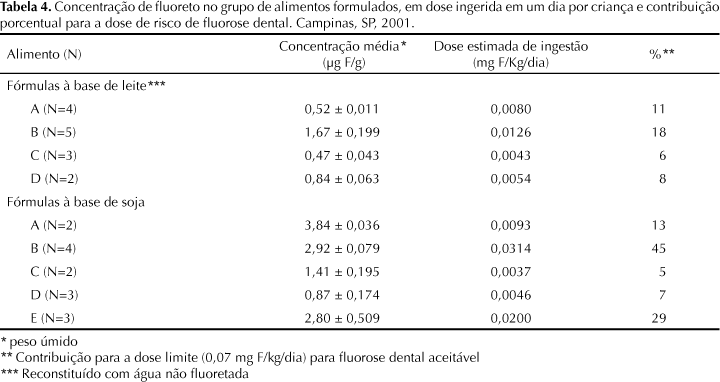 Tabela 4. Concentração de fluoreto no grupo de alimentos formulados, em dose ingerida em um dia por criança e contribuição
porcentual para a dose de risco de fluorose dental. Campinas, SP, 2001.
Alimento (N) Concentração média* Dose estimada de ingestão %**
(µg F/g) (mg F/Kg/dia)
Fórmulas à base de leite***
A (N=4) 0,52 ± 0,011 0,0080 11
B (N=5) 1,67 ± 0,199 0,0126 18
C (N=3) 0,47 ± 0,043 0,0043 6
D (N=2) 0,84 ± 0,063 0,0054 8
Fórmulas à base de soja
A (N=2) 3,84 ± 0,036 0,0093 13
B (N=4) 2,92 ± 0,079 0,0314 45
C (N=2) 1,41 ± 0,195 0,0037 5
D (N=3) 0,87 ± 0,174 0,0046 7
E (N=3) 2,80 ± 0,509 0,0200 29
* peso úmido
** Contribuição para a dose limite (0,07 mg F/kg/dia) para fluorose dental aceitável
*** Reconstituído com água não fluoretada